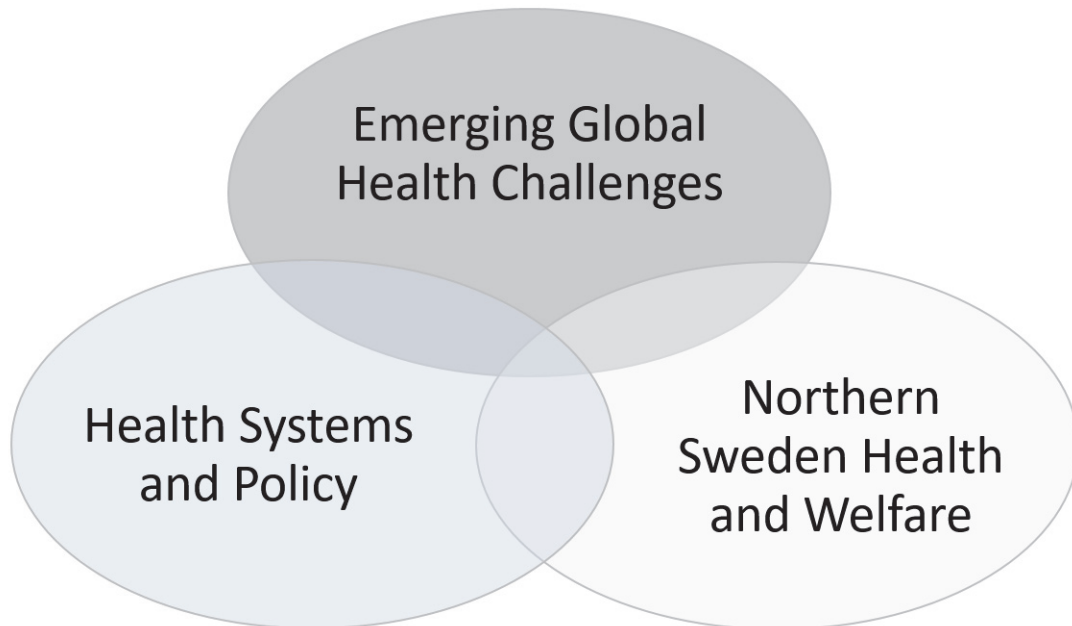 Emerging Global
Health Challenges
Health Systems
and Policy
Northern
Sweden Health
and Welfare